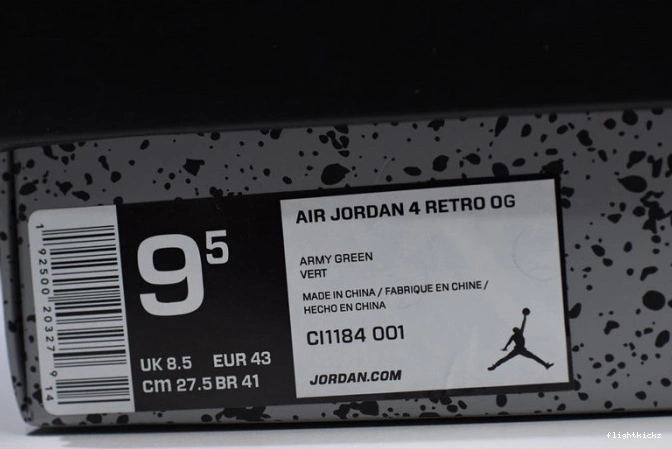 1 92500 20327 9 14
9⁵
UK 8.5 EUR 43
cm 27.5 BR 41
AIR JORDAN 4 RETRO OG
ARMY GREEN
VERT
MADE IN CHINA / FABRIQUE EN CHINE /
HECHO EN CHINA
CI1184 001
JORDAN.COM
flightkickz